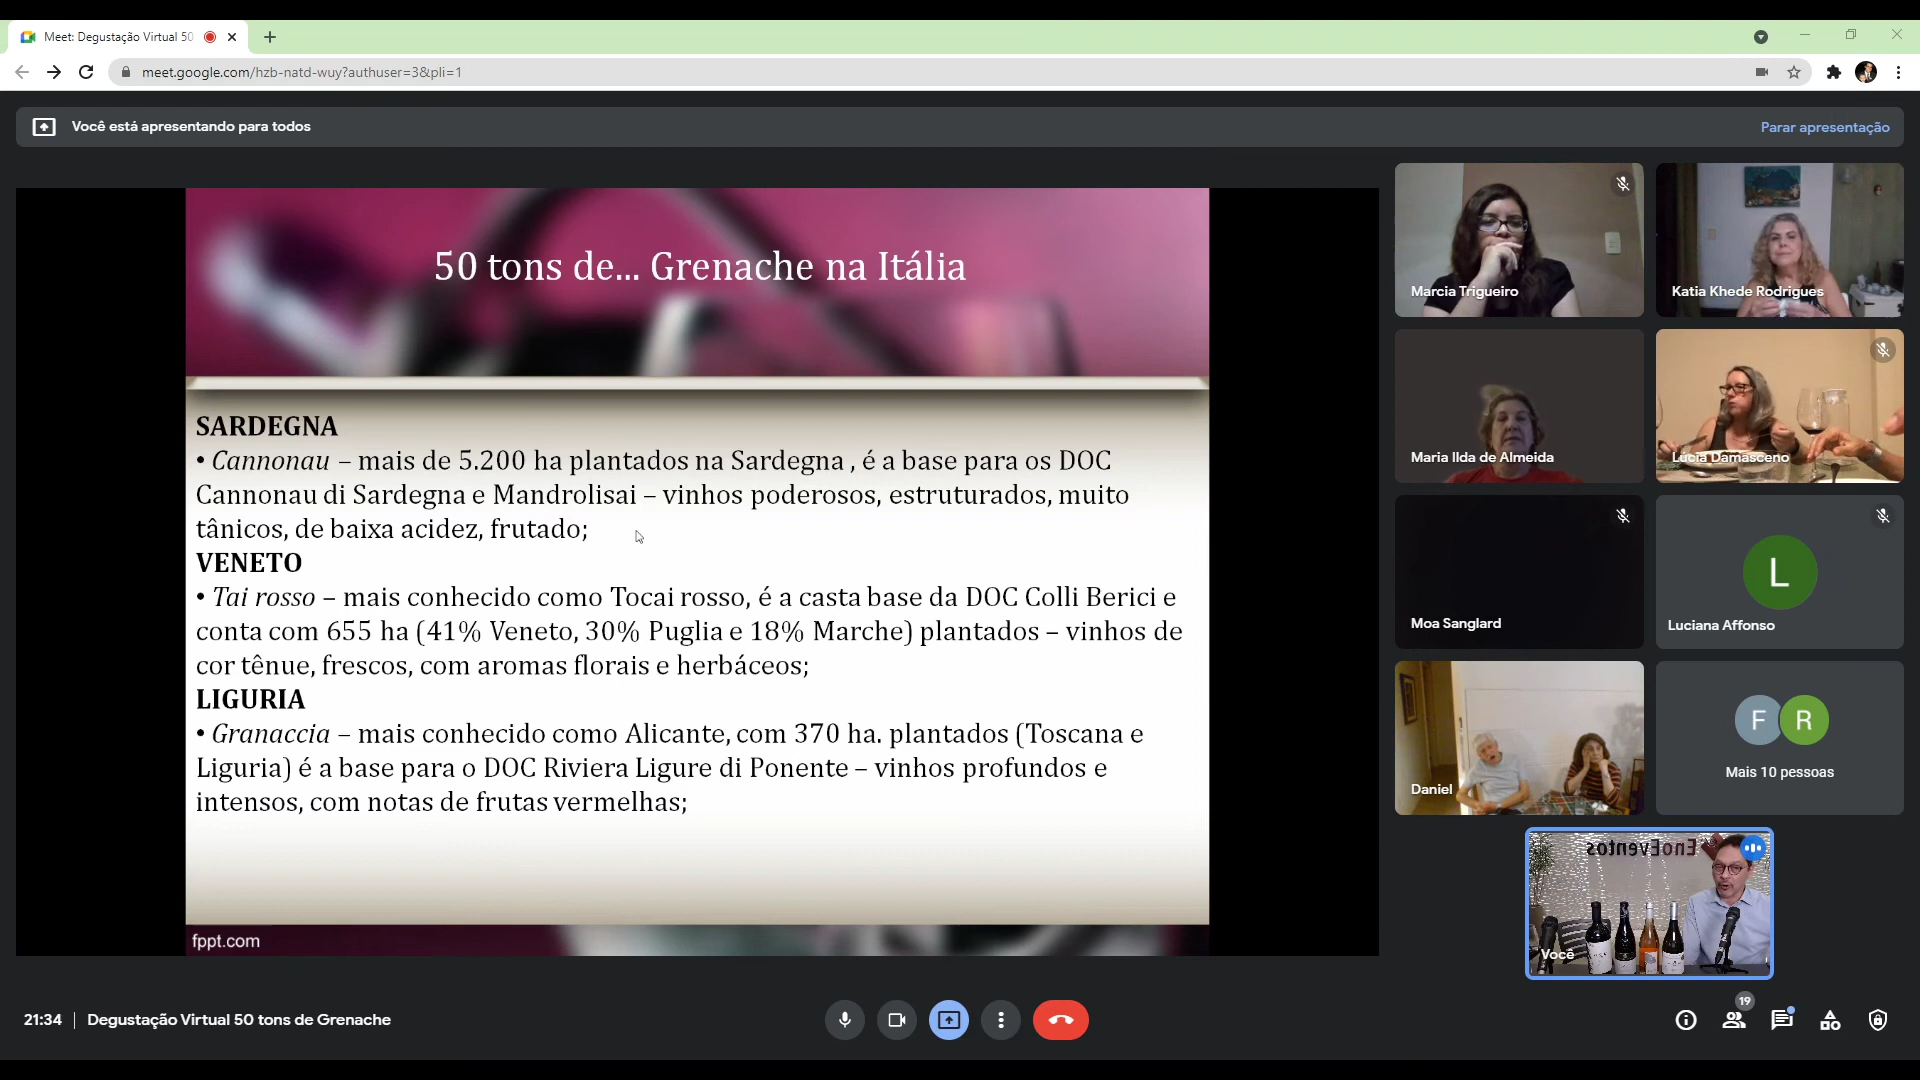 Meet: Degustação Virtual 50
meet.google.com/hzb-natd-wuy?authuser=3&pli=1
Você está apresentando para todos
Parar apresentação
50 tons de... Grenache na Itália
SARDEGNA
• Cannonau – mais de 5.200 ha plantados na Sardegna , é a base para os DOC
Cannonau di Sardegna e Mandrolisai – vinhos poderosos, estruturados, muito
tânicos, de baixa acidez, frutado;
VENETO
• Tai rosso – mais conhecido como Tocai rosso, é a casta base da DOC Colli Berici e
conta com 655 ha (41% Veneto, 30% Puglia e 18% Marche) plantados – vinhos de
cor tênue, frescos, com aromas florais e herbáceos;
LIGURIA
• Granaccia – mais conhecido como Alicante, com 370 ha. plantados (Toscana e
Liguria) é a base para o DOC Riviera Ligure di Ponente – vinhos profundos e
intensos, com notas de frutas vermelhas;
fppt.com
Marcia Trigueiro
Katia Khede Rodrigues
Maria Ilda de Almeida
Lúcia Damasceno
Moa Sanglard
L
Luciana Affonso
Daniel
F R
Mais 10 pessoas
EnoEventos
Você
21:34 | Degustação Virtual 50 tons de Grenache
19